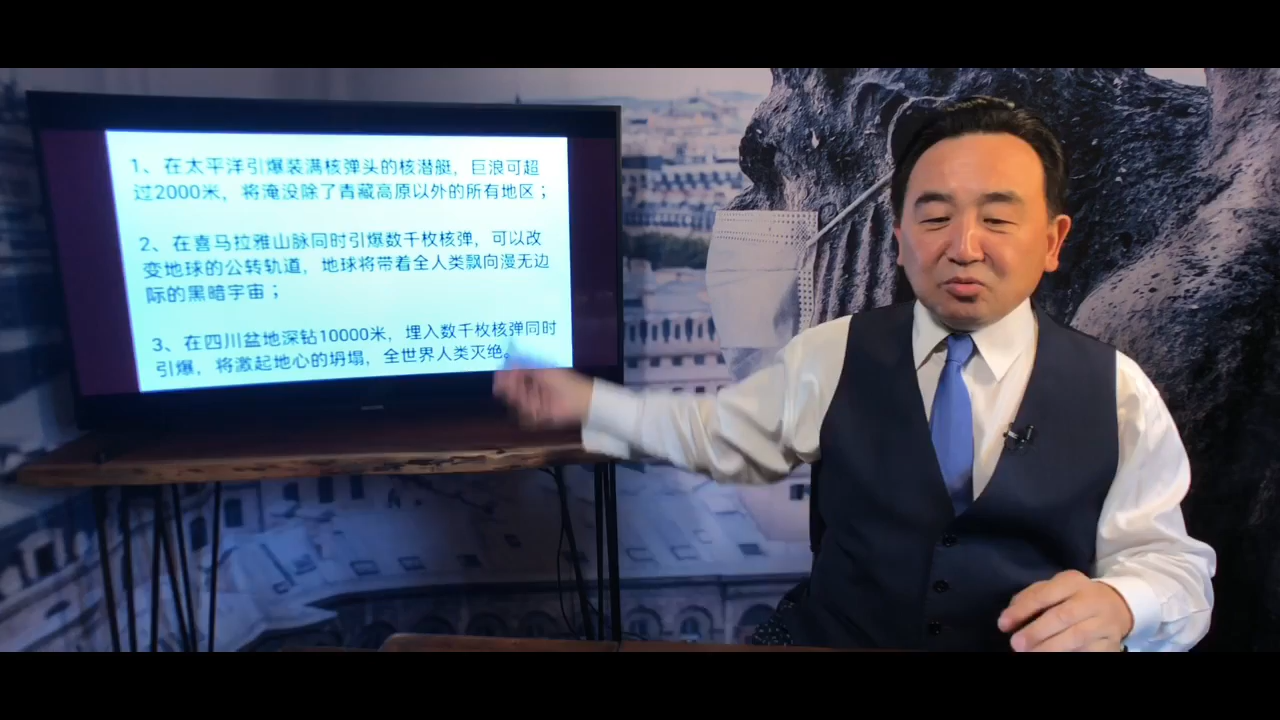 1、在太平洋引爆装满核弹头的核潜艇，巨浪可超
过2000米，将淹没除了青藏高原以外的所有地区；
2、在喜马拉雅山脉同时引爆数千枚核弹，可以改
变地球的公转轨道，地球将带着全人类飘向漫无边
际的黑暗宇宙；
3、在四川盆地深钻10000米，埋入数千枚核弹同时
引爆，将激起地心的坍塌，全世界人类灭绝。